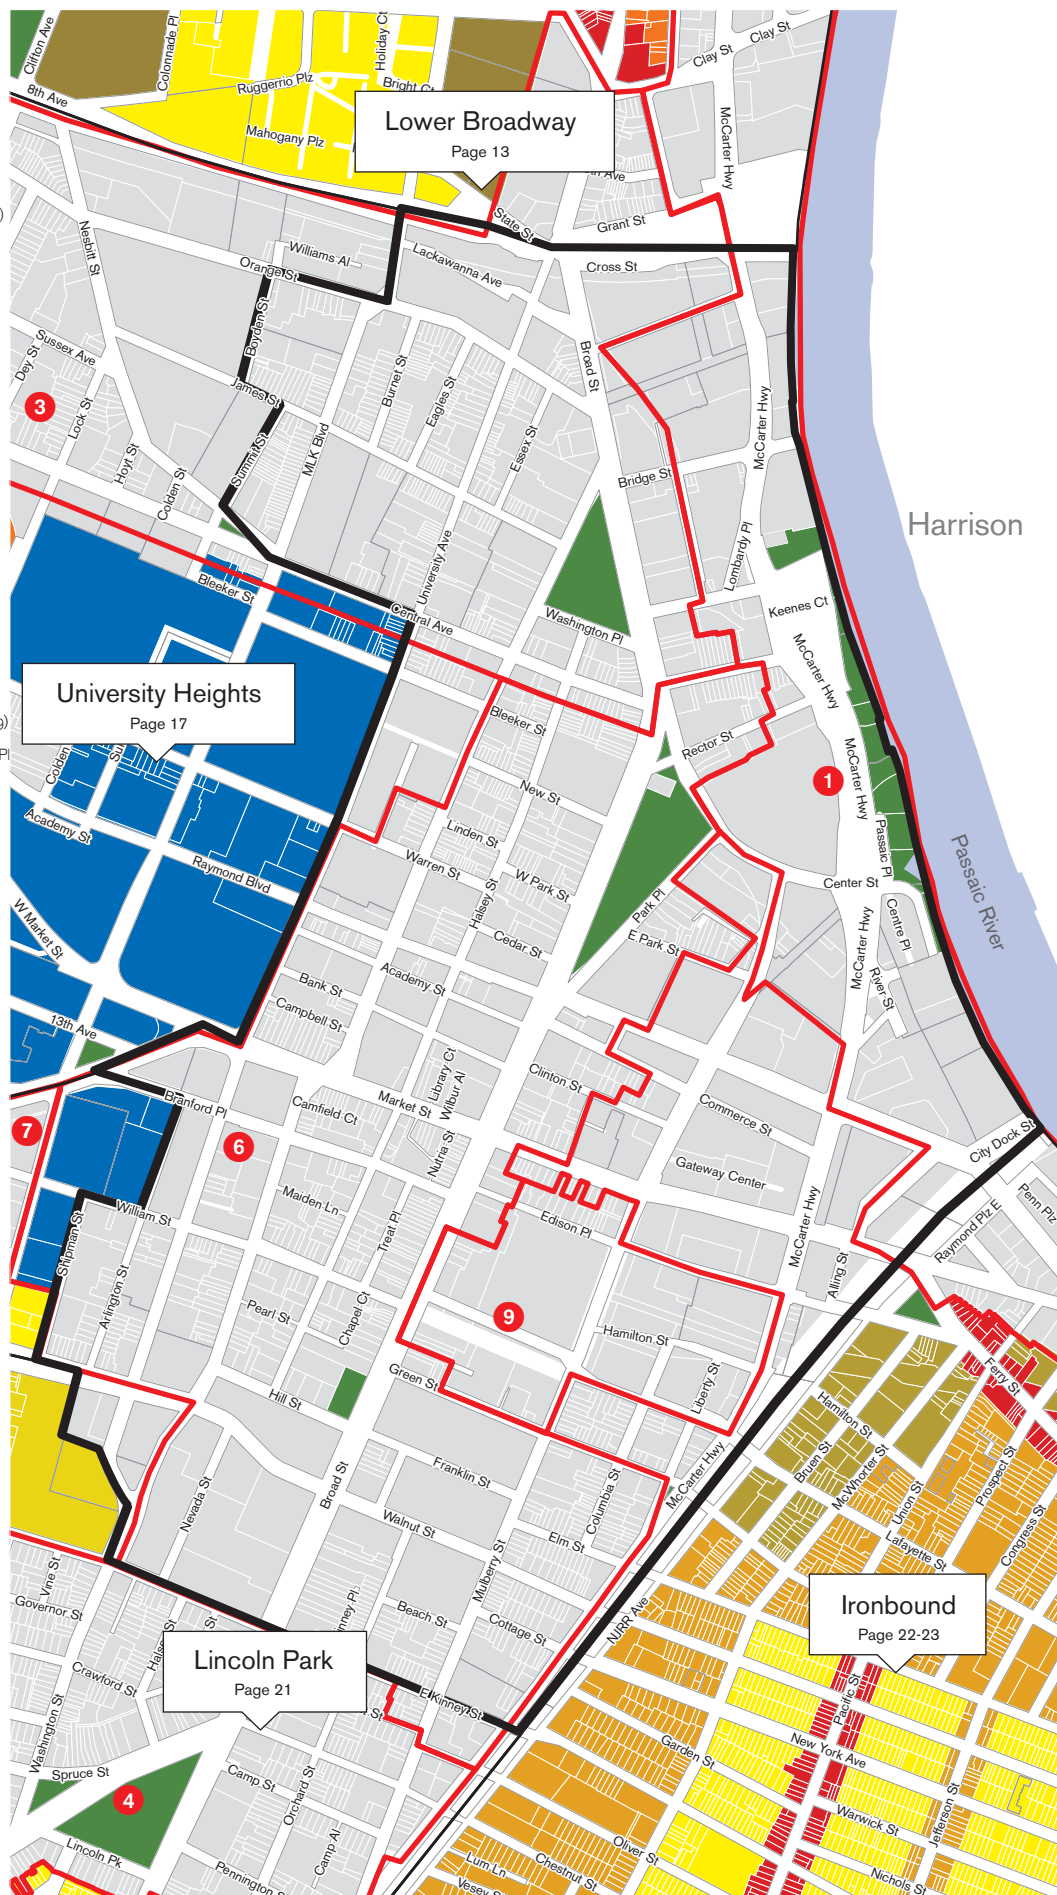 Clifton Ave
8th Ave
Colonnade Pl
Ruggerrio Plz
Holiday Ct
Bright Ct
Mahogany Plz
Lower Broadway
Page 13
Clay St
Clay St
McCarter Hwy
Grant St
State St
Cross St
Nesbitt St
Williams Al
Orange St
Lackawanna Ave
Boyden St
Sussex Ave
Dey St
James St
Burnet St
Eagles St
Broad St
McCarter Hwy
3
Lock St
Hoyt St
Colden St
Summit St
MLK Blvd
Essex St
Bridge St
Harrison
University Ave
Lombardy Pl
Bleeker St
Central Ave
Washington Pl
Keenes Ct
McCarter Hwy
University Heights
Page 17
9)
Pl
Colden
Bleeker St
Rector St
1
McCarter Hwy
New St
Academy St
Linden St
Passaic Pl
Passaic River
Raymond Blvd
Warren St
W Park St
Center St
Halsey St
Park Pl
W Market St
Cedar St
E Park St
McCarter Hwy
Centre Pl
Academy St
Bank St
River St
Campbell St
13th Ave
Clinton St
Library Ct
Wilbur Al
Branford Pl
Camfield Ct
Market St
Commerce St
7
6
Nutria St
City Dock St
Gateway Center
Maiden Ln
William St
Shipman St
Treat Pl
Edison Pl
McCarter Hwy
Penn Plz
Raymond Plz E
Alling St
Arlington St
Pearl St
Chapel Ct
9
Hamilton St
Green St
Liberty St
Ferry St
Hill St
Hamilton St
Bruen St
McWhorter St
Franklin St
Broad St
Nevada St
McCarter Hwy
Columbia St
Union St
Prospect St
Walnut St
Elm St
Lafayette St
Congress St
Vine St
Governor St
Mulberry St
Beach St
Cottage St
NJRR Ave
Ironbound
Page 22-23
Lincoln Park
Page 21
Crawford St
E Kinney St
Pacific St
Washington St
Garden St
New York Ave
Spruce St
Camp St
Orchard St
4
Warwick St
Jefferson St
Lincoln Pk
Camp Al
Oliver St
Pennington S
Lum Ln
Chestnut St
Vesey S
Nichols St